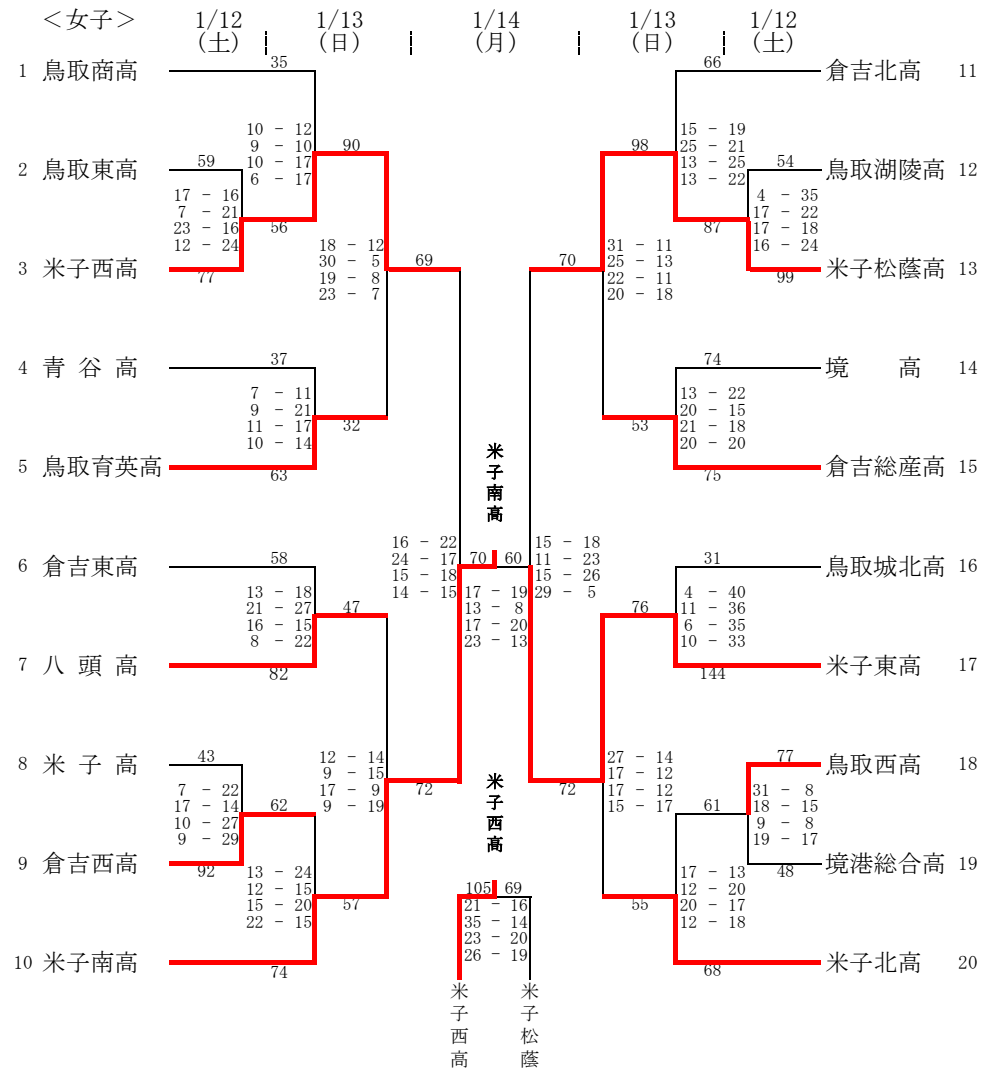 ＜女子＞ 1/12 1/13 1/14 1/13 1/12
（土） （日） （月） （日） （土）
1 鳥取商高 35 66 倉吉北高 11
10 － 12 15 － 19
9 － 10 90 98 25 － 21
2 鳥取東高 59 10 － 17 13 － 25 54 鳥取湖陵高 12
6 － 17 13 － 22
17 － 16 4 － 35
7 － 21 17 － 22
23 － 16 56 87 17 － 18
12 － 24 18 － 12 31 － 11 16 － 24
3 米子西高 77 30 － 5 69 70 25 － 13 99 米子松蔭高 13
19 － 8 22 － 11
23 － 7 20 － 18
4 青谷高 37 74 境高 14
7 － 11 13 － 22
9 － 21 20 － 15
11 － 17 32 53 21 － 18
10 － 14 20 － 20
5 鳥取育英高 63 75 倉吉総産高 15
米子南高
16 － 22 15 － 18
6 倉吉東高 58 24 － 17 70 60 11 － 23 31 鳥取城北高 16
15 － 18 15 － 26
14 － 15 29 － 5
13 － 18 17 － 19 4 － 40
21 － 27 47 13 － 8 76 11 － 36
16 － 15 17 － 20 6 － 35
8 － 22 23 － 13 10 － 33
7 八頭高 82 144 米子東高 17
8 米子高 43 12 － 14 27 － 14 77 鳥取西高 18
9 － 15 17 － 12
17 － 9 72 72 17 － 12
9 － 19 15 － 17
7 － 22 31 － 8
17 － 14 62 61 18 － 15
10 － 27 9 － 8
9 － 29 19 － 17
米子西高
9 倉吉西高 92 48 境港総合高 19
13 － 24 17 － 13
12 － 15 105 69 12 － 20
15 － 20 57 55 20 － 17
22 － 15 12 － 18
21 － 16
35 － 14
23 － 20
26 － 19
10 米子南高 74 68 米子北高 20
米子西高 米子松蔭